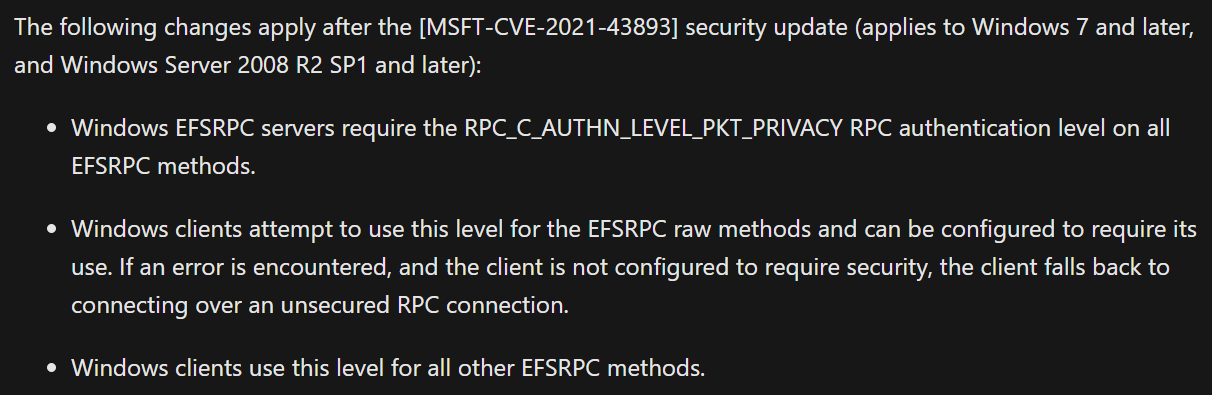 The following changes apply after the [MSFT-CVE-2021-43893] security update (applies to Windows 7 and later,
and Windows Server 2008 R2 SP1 and later):
• Windows EFSRPC servers require the RPC_C_AUTHN_LEVEL_PKT_PRIVACY RPC authentication level on all
EFSRPC methods.
• Windows clients attempt to use this level for the EFSRPC raw methods and can be configured to require its
use. If an error is encountered, and the client is not configured to require security, the client falls back to
connecting over an unsecured RPC connection.
• Windows clients use this level for all other EFSRPC methods.